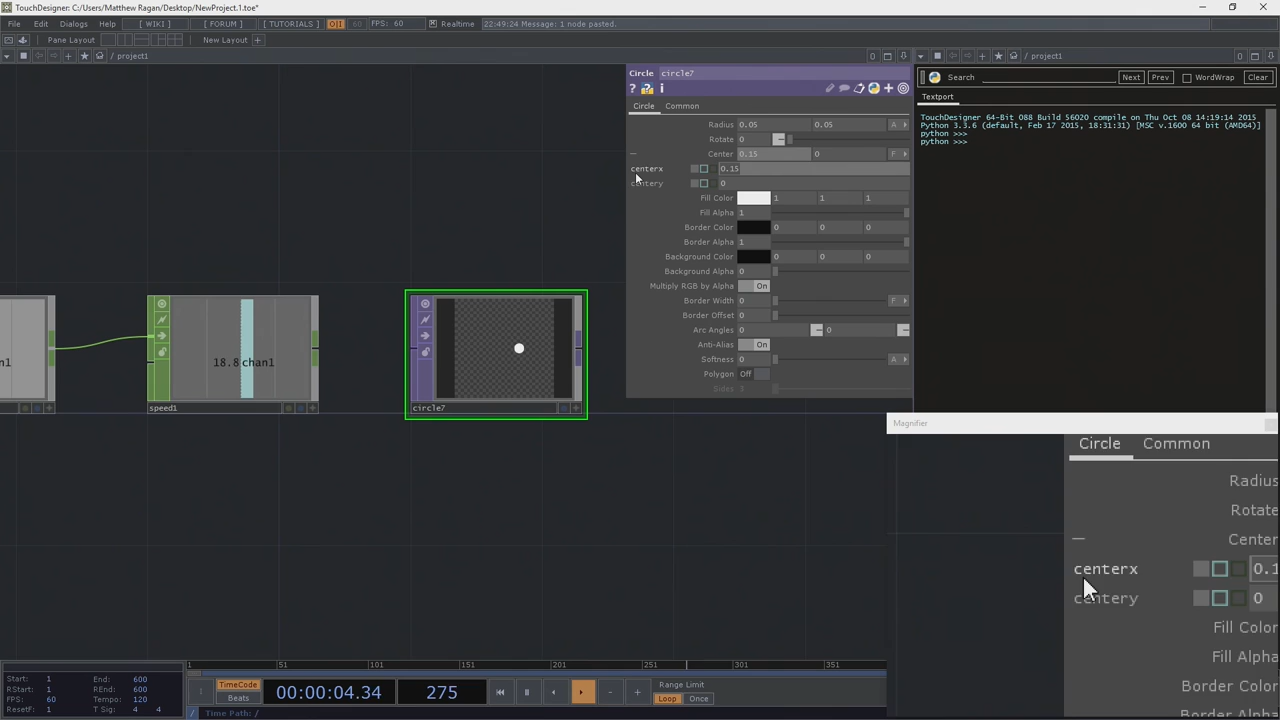 TouchDesigner: C:/Users/Matthew Ragan/Desktop/NewProject.1.toe*
File Edit Dialogs Help [ WIKI ] [ FORUM ] [ TUTORIALS ] O|I FPS: 60 Realtime 22:49:24 Message: 1 node pasted.
Pane Layout New Layout +
/ project1 0
/ project1 0
Circle circle7
Search Next Prev WordWrap Clear
Circle Common
Textport
Radius 0.05 0.05 A
Rotate 0
Center 0.15 0 F
centerx 0.15
centery 0
Fill Color 1 1 1
Fill Alpha 1
Border Color 0 0 0
Border Alpha 1
Background Color 0 0 0
Background Alpha 0
Multiply RGB by Alpha On
Border Width 0 F
Border Offset 0
Arc Angles 0 0
Anti-Alias On
Softness 0 A
Polygon Off
Sides 3
TouchDesigner 64-Bit 088 Build 56020 compile on Thu Oct 08 14:19:14 2015
Python 3.3.6 (default, Feb 17 2015, 18:31:31) [MSC v.1600 64 bit (AMD64)]
python >>>
python >>>
n1
18.8 chan1
speed1
circle7
Magnifier
Circle Common
Radius
Rotate
Center
centerx 0.1
centery 0
Fill Color
Fill Alpha
Border Color
Border Alpha
1 51 101 151 201 251 301 351
Start: 1 End: 600
RStart: 1 REnd: 600
FPS: 60 Tempo: 120
ResetF: 1 T Sig: 4 4
TimeCode
Beats
00:00:04.34 275
Range Limit
Loop Once
/ Time Path: /